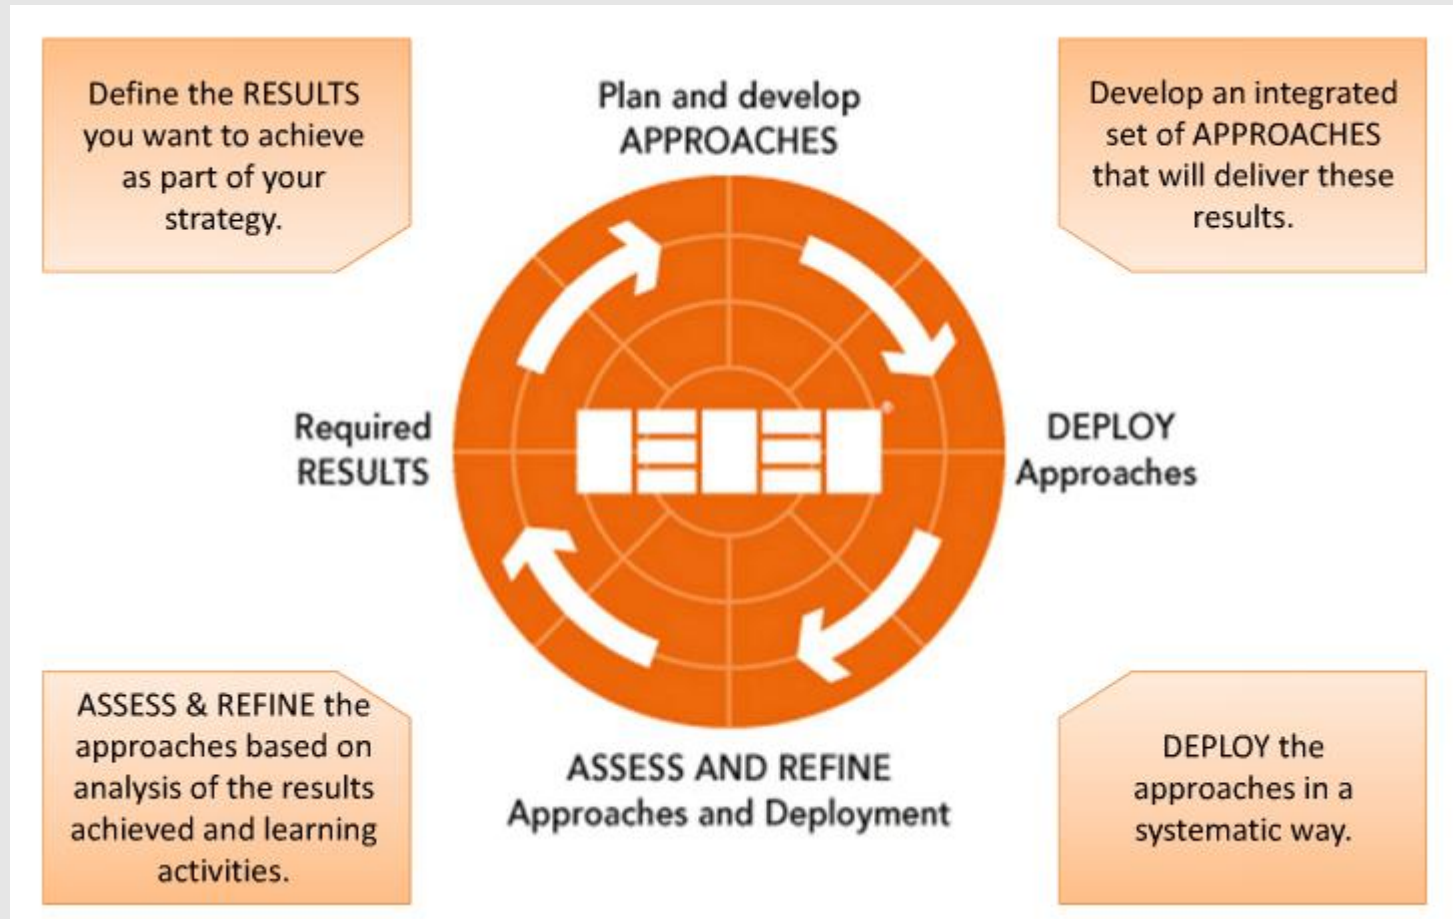 Define the RESULTS
you want to achieve
as part of your
strategy.
Plan and develop
APPROACHES
Develop an integrated
set of APPROACHES
that will deliver these
results.
Required
RESULTS
DEPLOY
Approaches
ASSESS & REFINE the
approaches based on
analysis of the results
achieved and learning
activities.
ASSESS AND REFINE
Approaches and Deployment
DEPLOY the
approaches in a
systematic way.